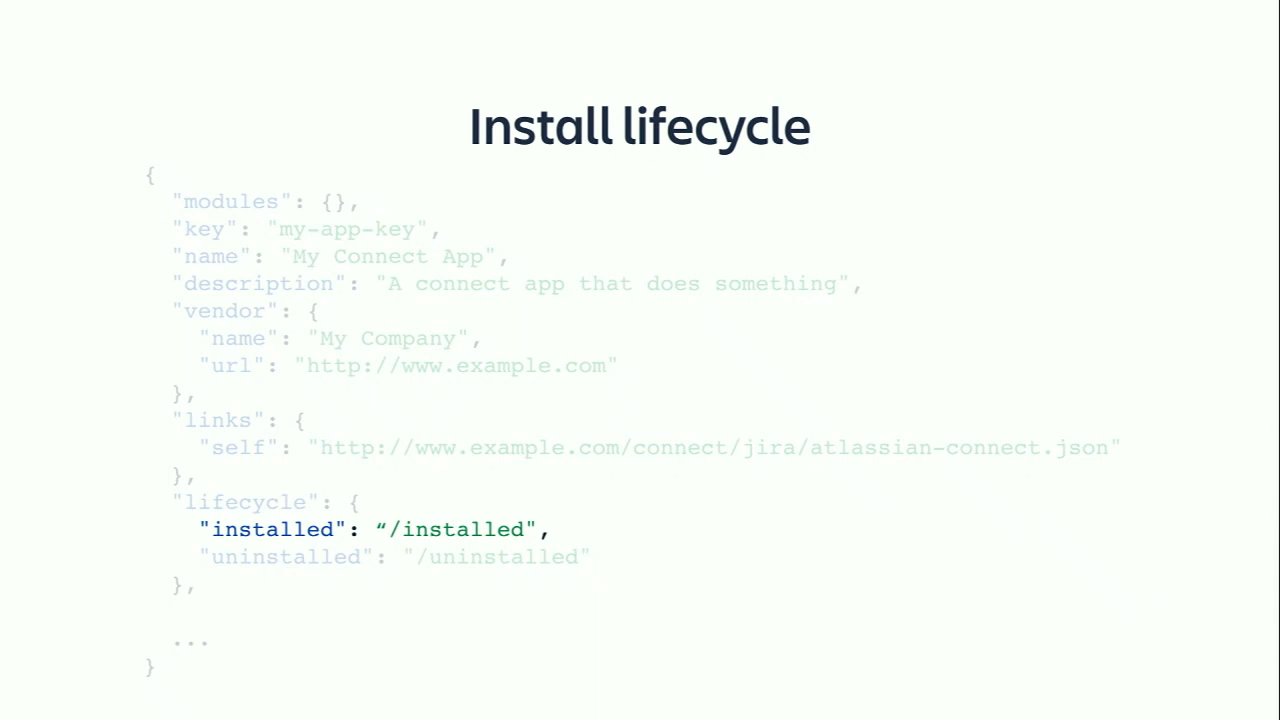 Install lifecycle
{
"modules": {},
"key": "my-app-key",
"name": "My Connect App",
"description": "A connect app that does something",
"vendor": {
"name": "My Company",
"url": "http://www.example.com"
},
"links": {
"self": "http://www.example.com/connect/jira/atlassian-connect.json"
},
"lifecycle": {
"installed": “/installed",
"uninstalled": "/uninstalled"
},
...
}